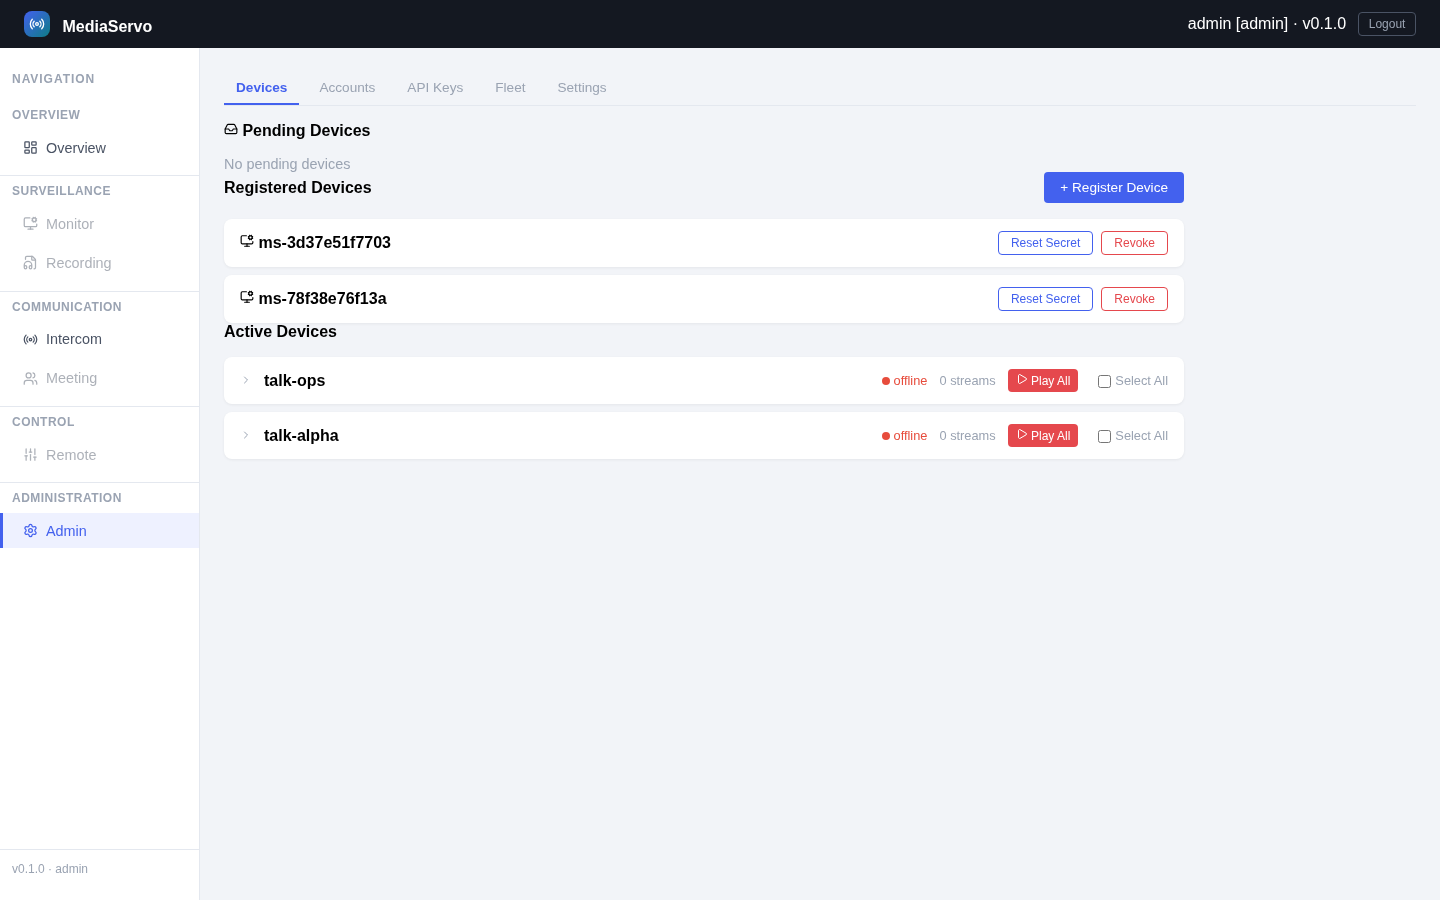 MediaServo
admin [admin] · v0.1.0
Logout
NAVIGATION
OVERVIEW
Overview
SURVEILLANCE
Monitor
Recording
COMMUNICATION
Intercom
Meeting
CONTROL
Remote
ADMINISTRATION
Admin
v0.1.0 · admin
Devices Accounts API Keys Fleet Settings
Pending Devices
No pending devices
Registered Devices
+ Register Device
ms-3d37e51f7703 Reset Secret Revoke
ms-78f38e76f13a Reset Secret Revoke
Active Devices
talk-ops offline 0 streams Play All Select All
talk-alpha offline 0 streams Play All Select All